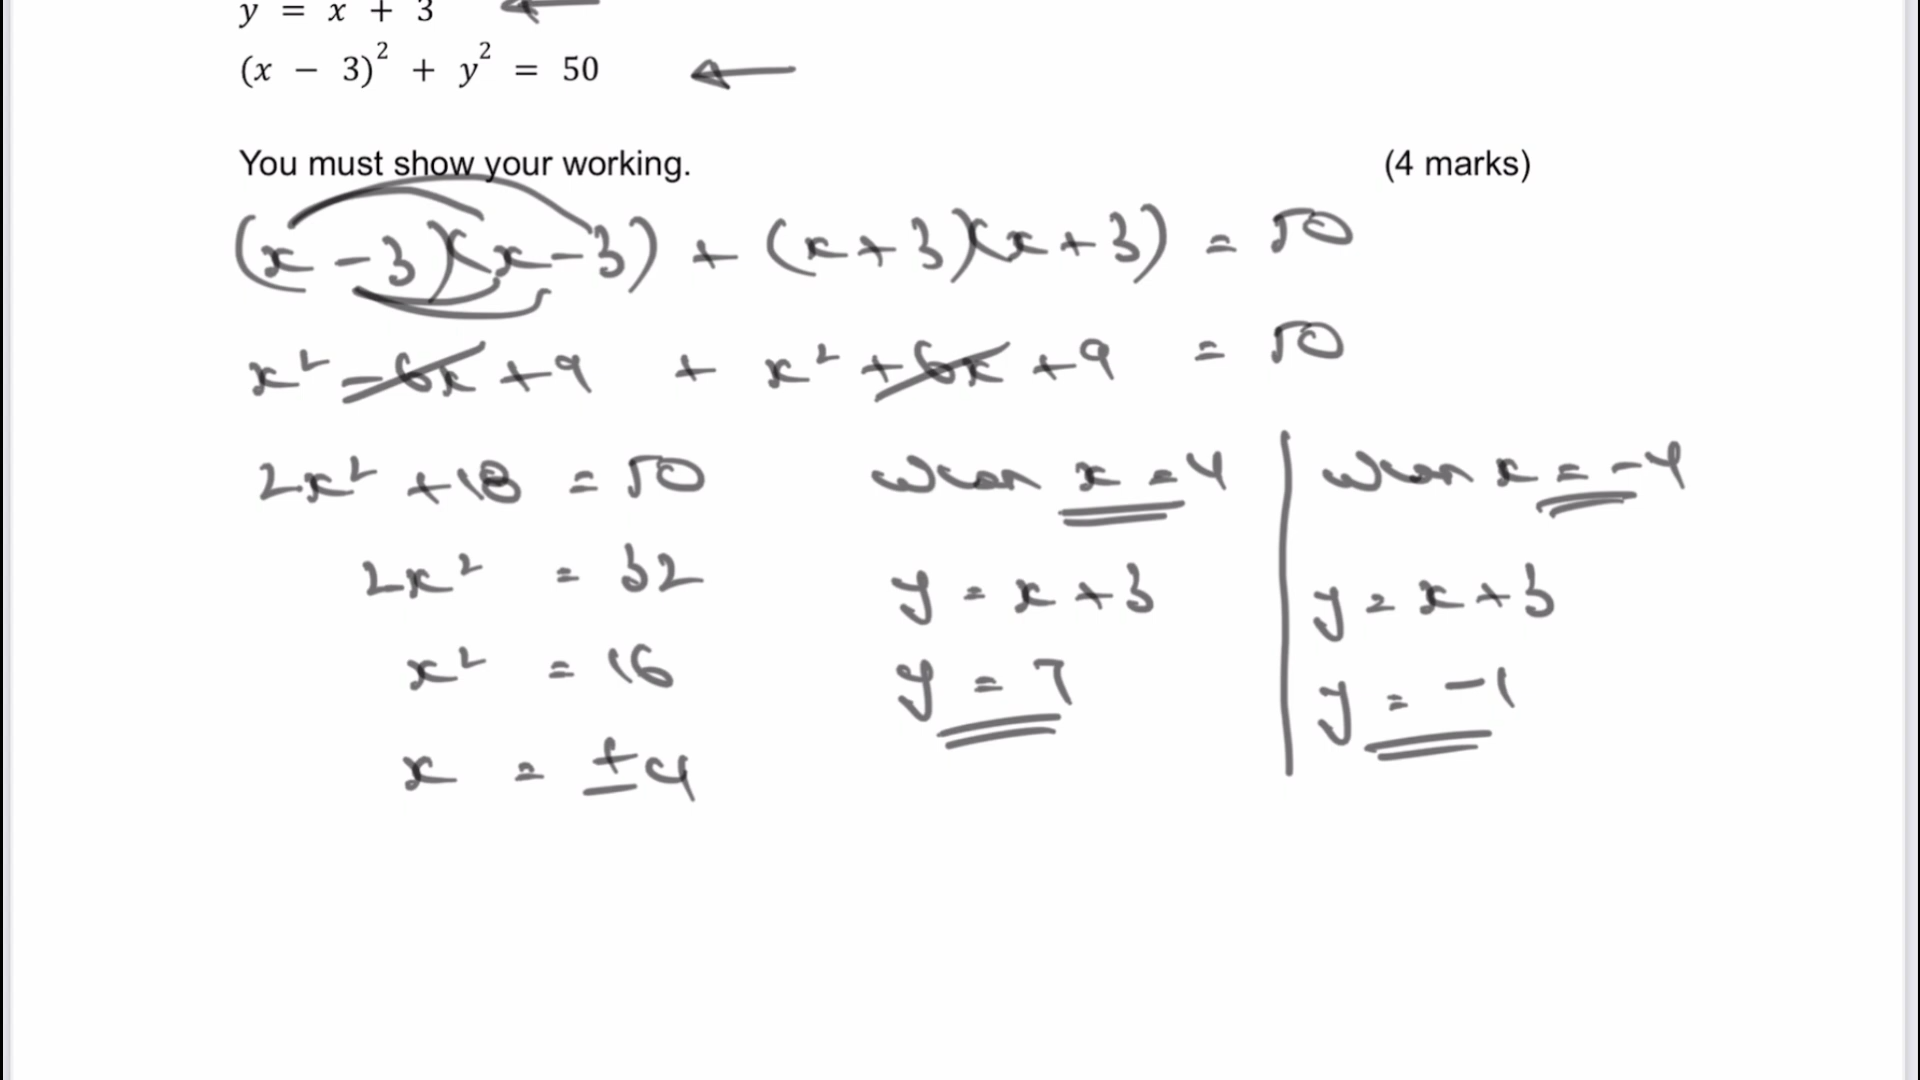 y = x + 3
(x − 3)² + y² = 50
You must show your working. (4 marks)
(x − 3)(x − 3) + (x + 3)(x + 3) = 50
x² − 6x + 9 + x² + 6x + 9 = 50
2x² + 18 = 50
2x² = 32
x² = 16
x = ±4
when x = 4
y = x + 3
y = 7
when x = −4
y = x + 3
y = −1